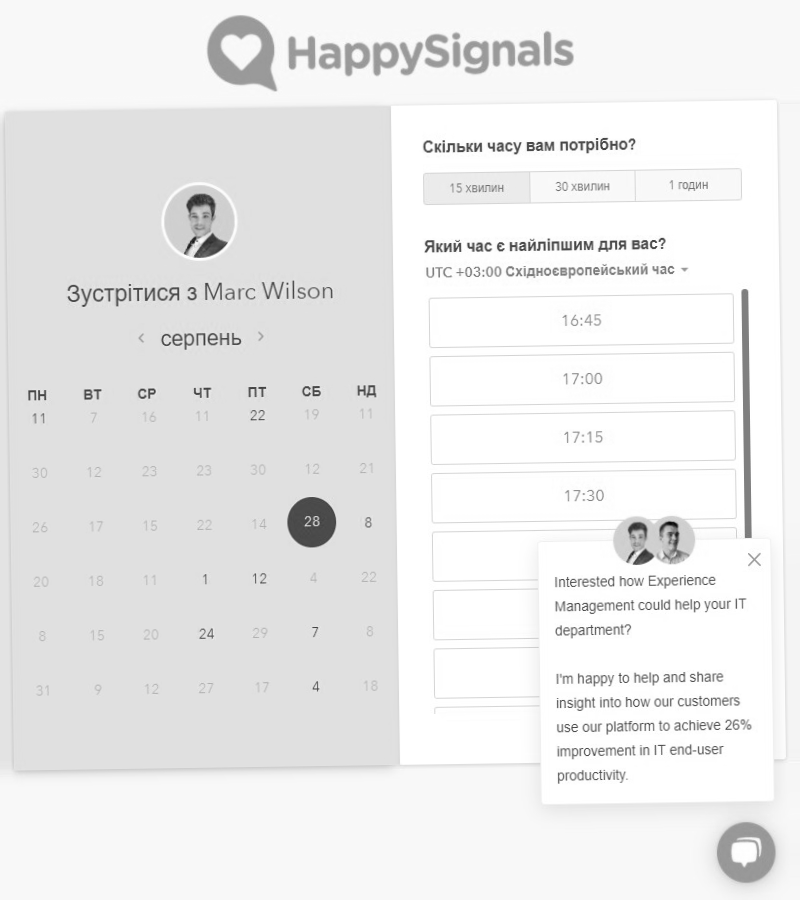 HappySignals
Зустрітися з Marc Wilson
серпень
ПН ВТ СР ЧТ ПТ СБ НД
11 7 16 11 22 19 11
30 12 23 23 30 12 21
26 17 15 22 14 28 8
20 18 11 1 12 4 22
8 15 20 24 29 7 8
31 9 12 27 17 4 18
Скільки часу вам потрібно?
15 хвилин 30 хвилин 1 годин
Який час є найліпшим для вас?
UTC +03:00 Східноєвропейський час
16:45
17:00
17:15
17:30
Interested how Experience
Management could help your IT
department?
I'm happy to help and share
insight into how our customers
use our platform to achieve 26%
improvement in IT end-user
productivity.